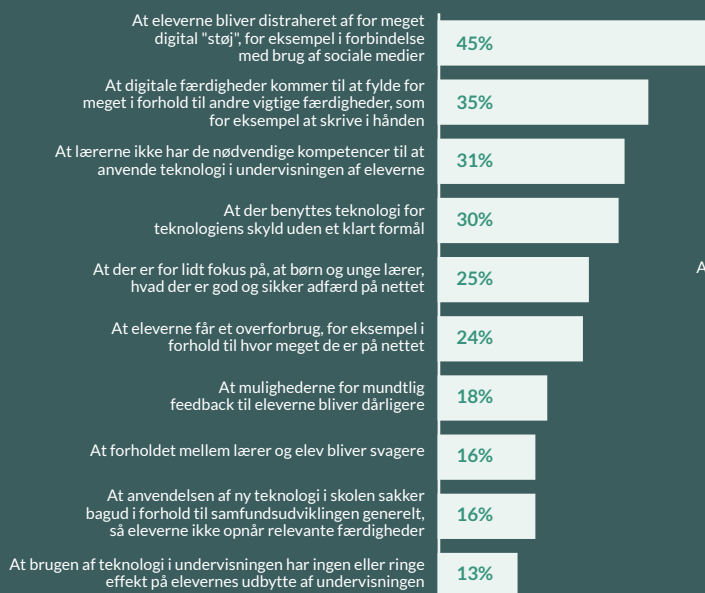 At eleverne bliver distraheret af for meget
digital "støj", for eksempel i forbindelse
med brug af sociale medier
45%
At digitale færdigheder kommer til at fylde for
meget i forhold til andre vigtige færdigheder, som
for eksempel at skrive i hånden
35%
At lærerne ikke har de nødvendige kompetencer til at
anvende teknologi i undervisningen af eleverne
31%
At der benyttes teknologi for
teknologiens skyld uden et klart formål
30%
At der er for lidt fokus på, at børn og unge lærer,
hvad der er god og sikker adfærd på nettet
25%
A
At eleverne får et overforbrug, for eksempel i
forhold til hvor meget de er på nettet
24%
At mulighederne for mundtlig
feedback til eleverne bliver dårligere
18%
At forholdet mellem lærer og elev bliver svagere
16%
At anvendelsen af ny teknologi i skolen sakker
bagud i forhold til samfundsudviklingen generelt,
så eleverne ikke opnår relevante færdigheder
16%
At brugen af teknologi i undervisningen har ingen eller ringe
effekt på elevernes udbytte af undervisningen
13%